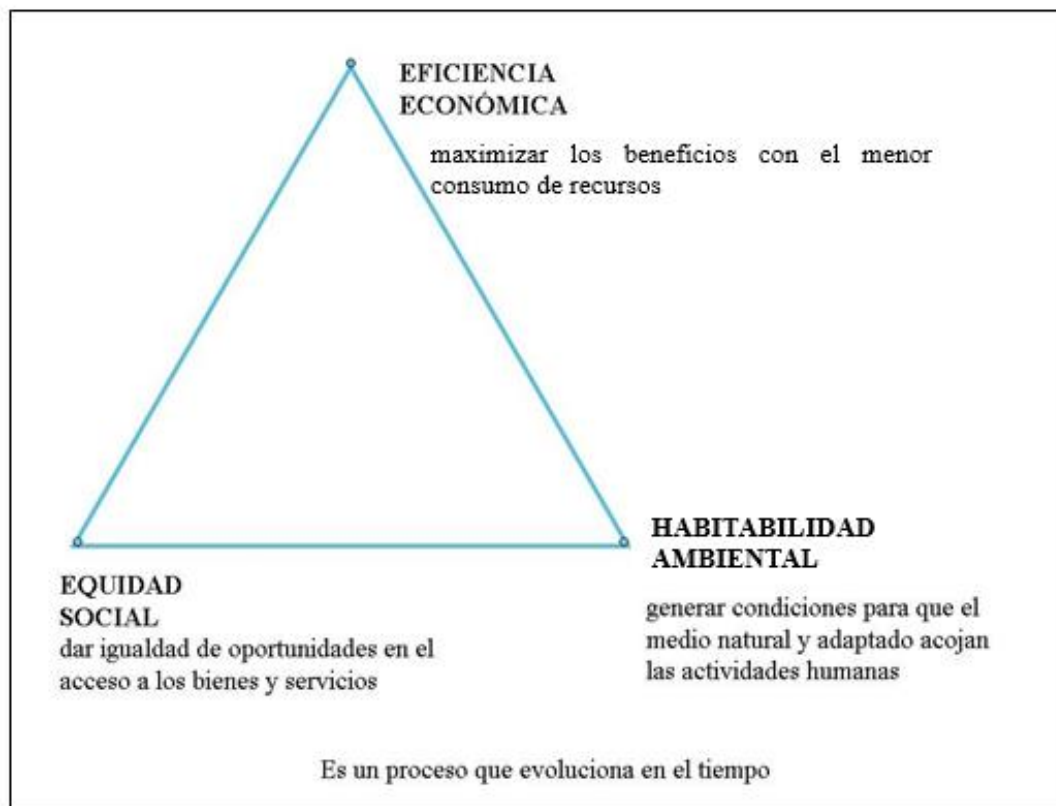 EFICIENCIA
ECONÓMICA
maximizar los beneficios con el menor
consumo de recursos
EQUIDAD
SOCIAL
dar igualdad de oportunidades en el
acceso a los bienes y servicios
HABITABILIDAD
AMBIENTAL
generar condiciones para que el
medio natural y adaptado acojan
las actividades humanas
Es un proceso que evoluciona en el tiempo